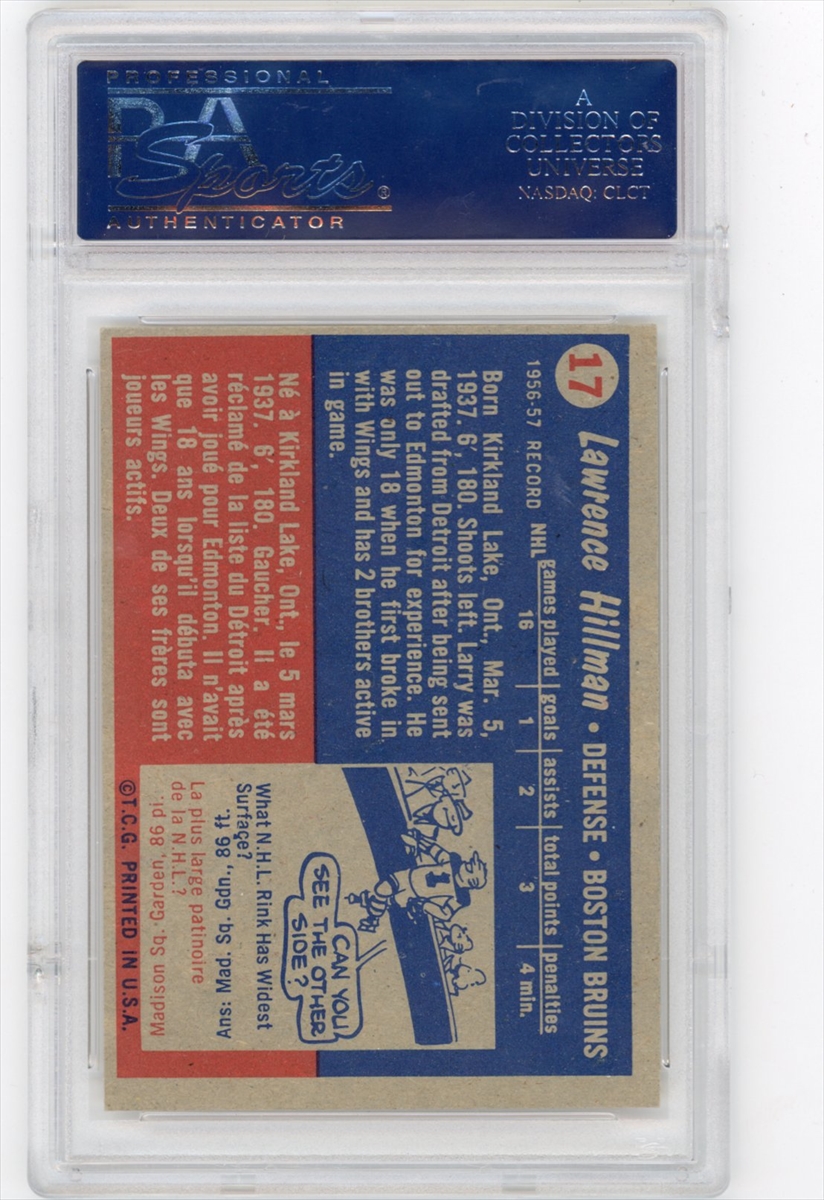 PROFESSIONAL
PSA
Sports®
AUTHENTICATOR
A
DIVISION OF
COLLECTORS
UNIVERSE
NASDAQ: CLCT
17 Lawrence Hillman • DEFENSE • BOSTON BRUINS
games played goals assists total points penalties
1956-57 RECORD NHL 16 1 2 3 4 min.
Born Kirkland Lake, Ont., Mar. 5,
1937. 6', 180. Shoots left. Larry was
drafted from Detroit after being sent
out to Edmonton for experience. He
was only 18 when he first broke in
with Wings and has 2 brothers active
in game.
Né à Kirkland Lake, Ont., le 5 mars
1937. 6', 180. Gaucher. Il a été
réclamé de la liste du Détroit après
avoir joué pour Edmonton. Il n'avait
que 18 ans lorsqu'il débuta avec
les Wings. Deux de ses frères sont
joueurs actifs.
1
CAN YOU
SEE THE OTHER
SIDE?
What N.H.L. Rink Has Widest
Surface?
Ans: Mad. Sq. Gdn., 86 ft.
La plus large patinoire
de la N.H.L.?
Madison Sq. Garden, 86 pi.
©T.C.G. PRINTED IN U.S.A.